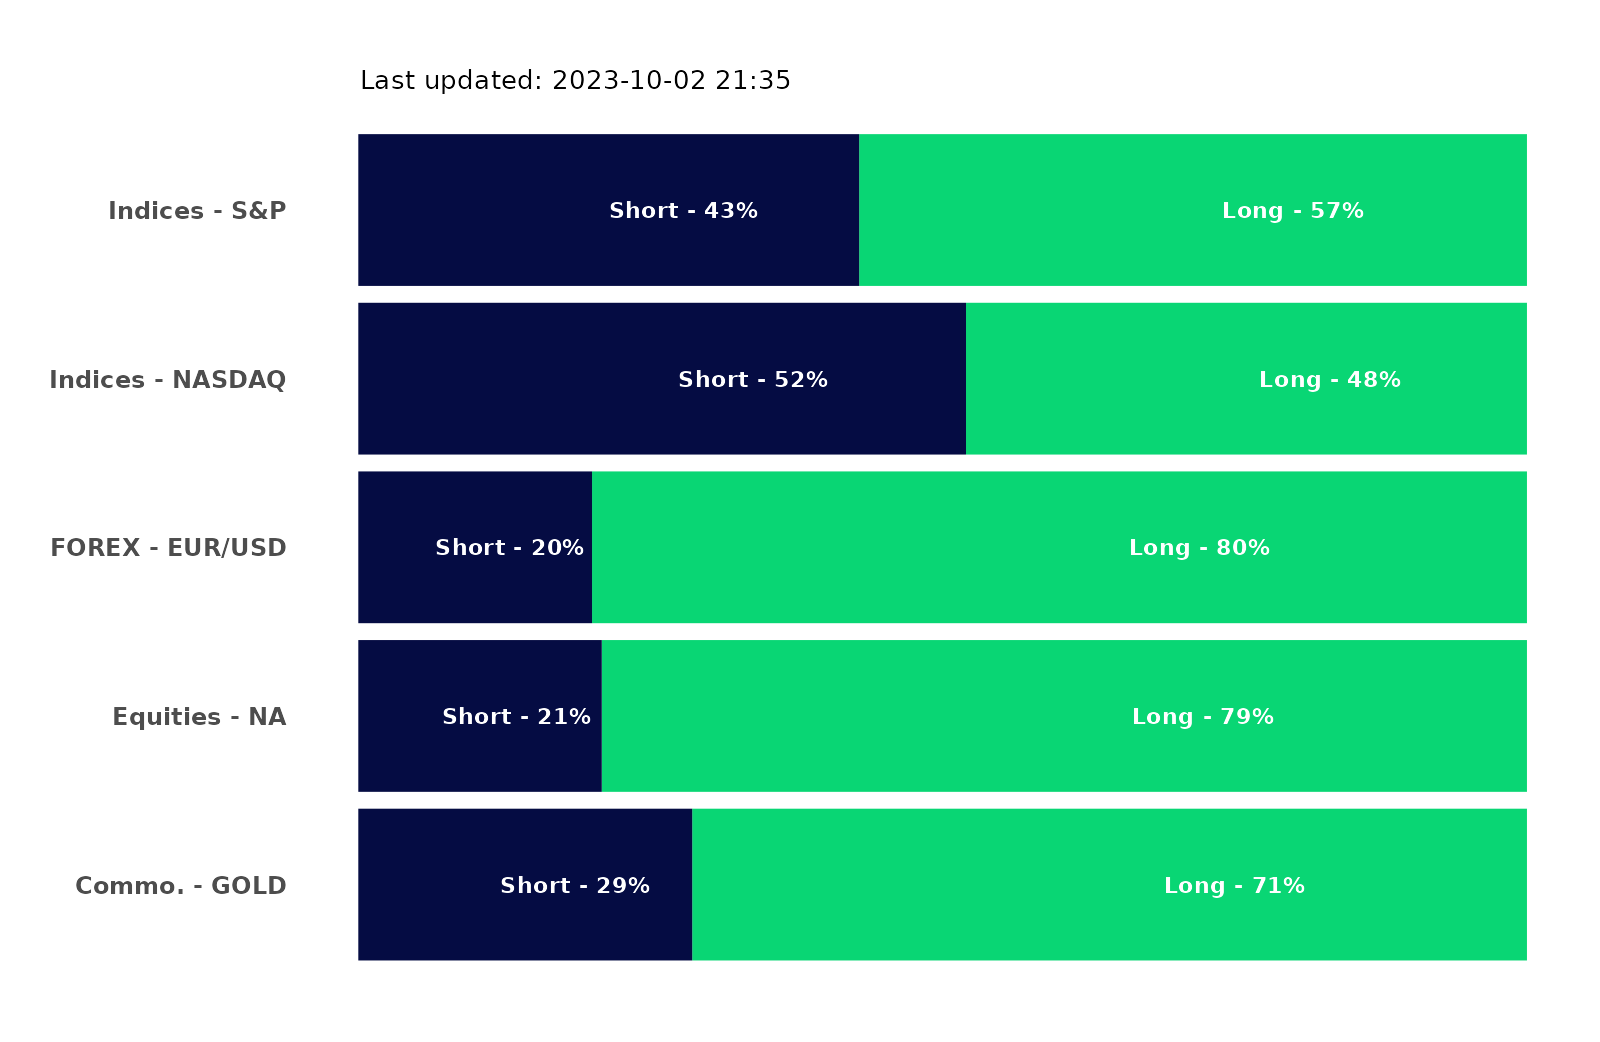 Last updated: 2023-10-02 21:35
Indices - S&P Short - 43% Long - 57%
Indices - NASDAQ Short - 52% Long - 48%
FOREX - EUR/USD Short - 20% Long - 80%
Equities - NA Short - 21% Long - 79%
Commo. - GOLD Short - 29% Long - 71%